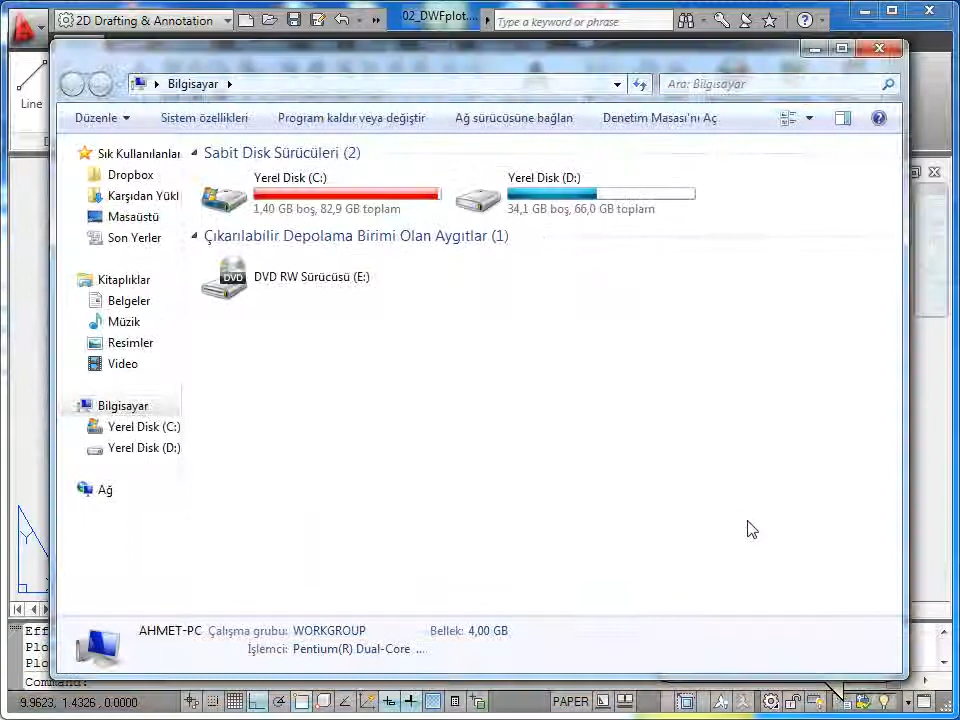 2D Drafting & Annotation
02_DWFplot....
Type a keyword or phrase
Line
Bilgisayar
Ara: Bilgisayar
Düzenle
Sistem özellikleri
Program kaldır veya değiştir
Ağ sürücüsüne bağlan
Denetim Masası'nı Aç
Sık Kullanılanlar
Dropbox
Karşıdan Yükl
Masaüstü
Son Yerler
Kitaplıklar
Belgeler
Müzik
Resimler
Video
Bilgisayar
Yerel Disk (C:)
Yerel Disk (D:)
Ağ
Sabit Disk Sürücüleri (2)
Yerel Disk (C:)
1,40 GB boş, 82,9 GB toplam
Yerel Disk (D:)
34,1 GB boş, 66,0 GB toplam
Çıkarılabilir Depolama Birimi Olan Aygıtlar (1)
DVD
DVD RW Sürücüsü (E:)
AHMET-PC
Çalışma grubu: WORKGROUP
Bellek: 4,00 GB
İşlemci: Pentium(R) Dual-Core ...
Eff
Plo
Plo
Command:
Y
9.9623, 1.4326, 0.0000
PAPER